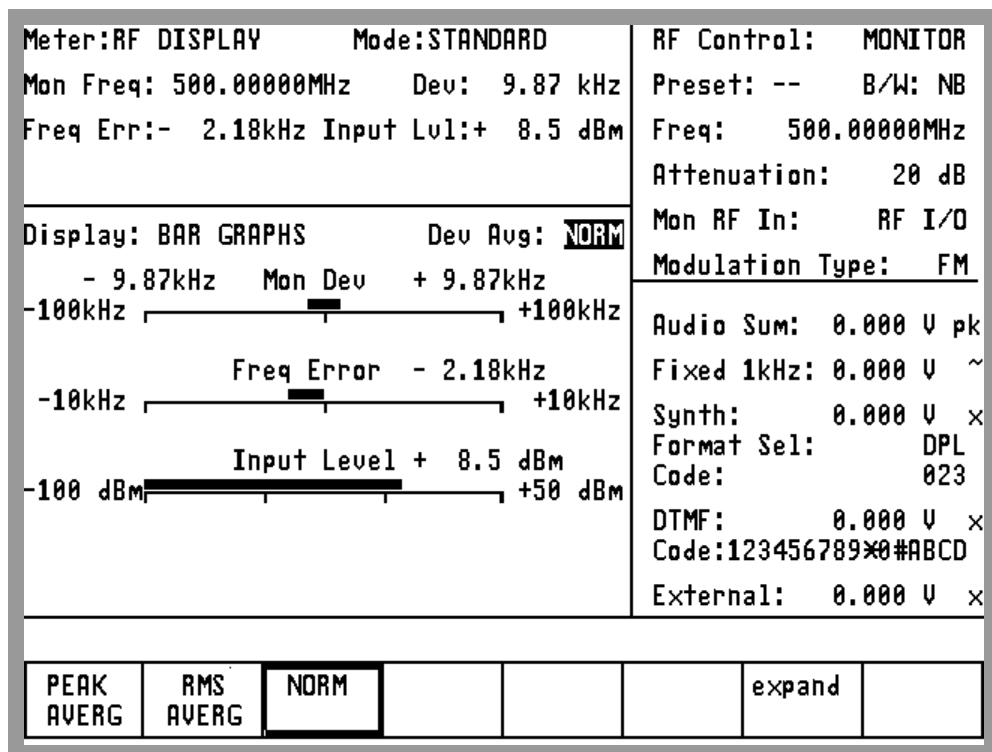 Meter:RF DISPLAY Mode:STANDARD
Mon Freq: 500.00000MHz Dev: 9.87 kHz
Freq Err:- 2.18kHz Input Lvl:+ 8.5 dBm
Display: BAR GRAPHS Dev Avg: NORM
- 9.87kHz Mon Dev + 9.87kHz
-100kHz +100kHz
Freq Error - 2.18kHz
-10kHz +10kHz
Input Level + 8.5 dBm
-100 dBm +50 dBm
RF Control: MONITOR
Preset: -- B/W: NB
Freq: 500.00000MHz
Attenuation: 20 dB
Mon RF In: RF I/O
Modulation Type: FM
Audio Sum: 0.000 V pk
Fixed 1kHz: 0.000 V ~
Synth: 0.000 V x
Format Sel: DPL
Code: 023
DTMF: 0.000 V x
Code:123456789*0#ABCD
External: 0.000 V x
PEAK AVERG
RMS AVERG
NORM
expand